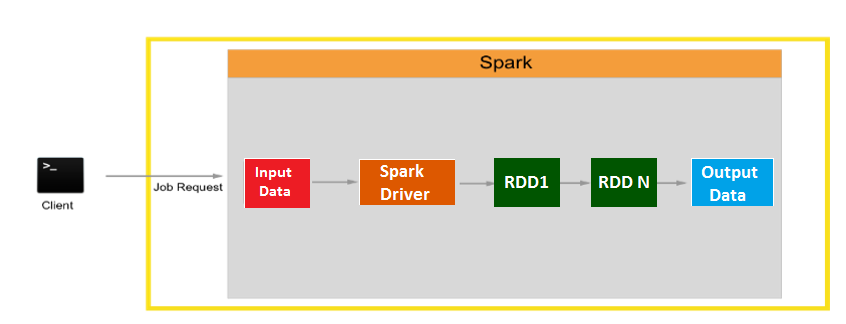 Spark
>_
Client
Job Request
Input
Data
Spark
Driver
RDD1
RDD N
Output
Data